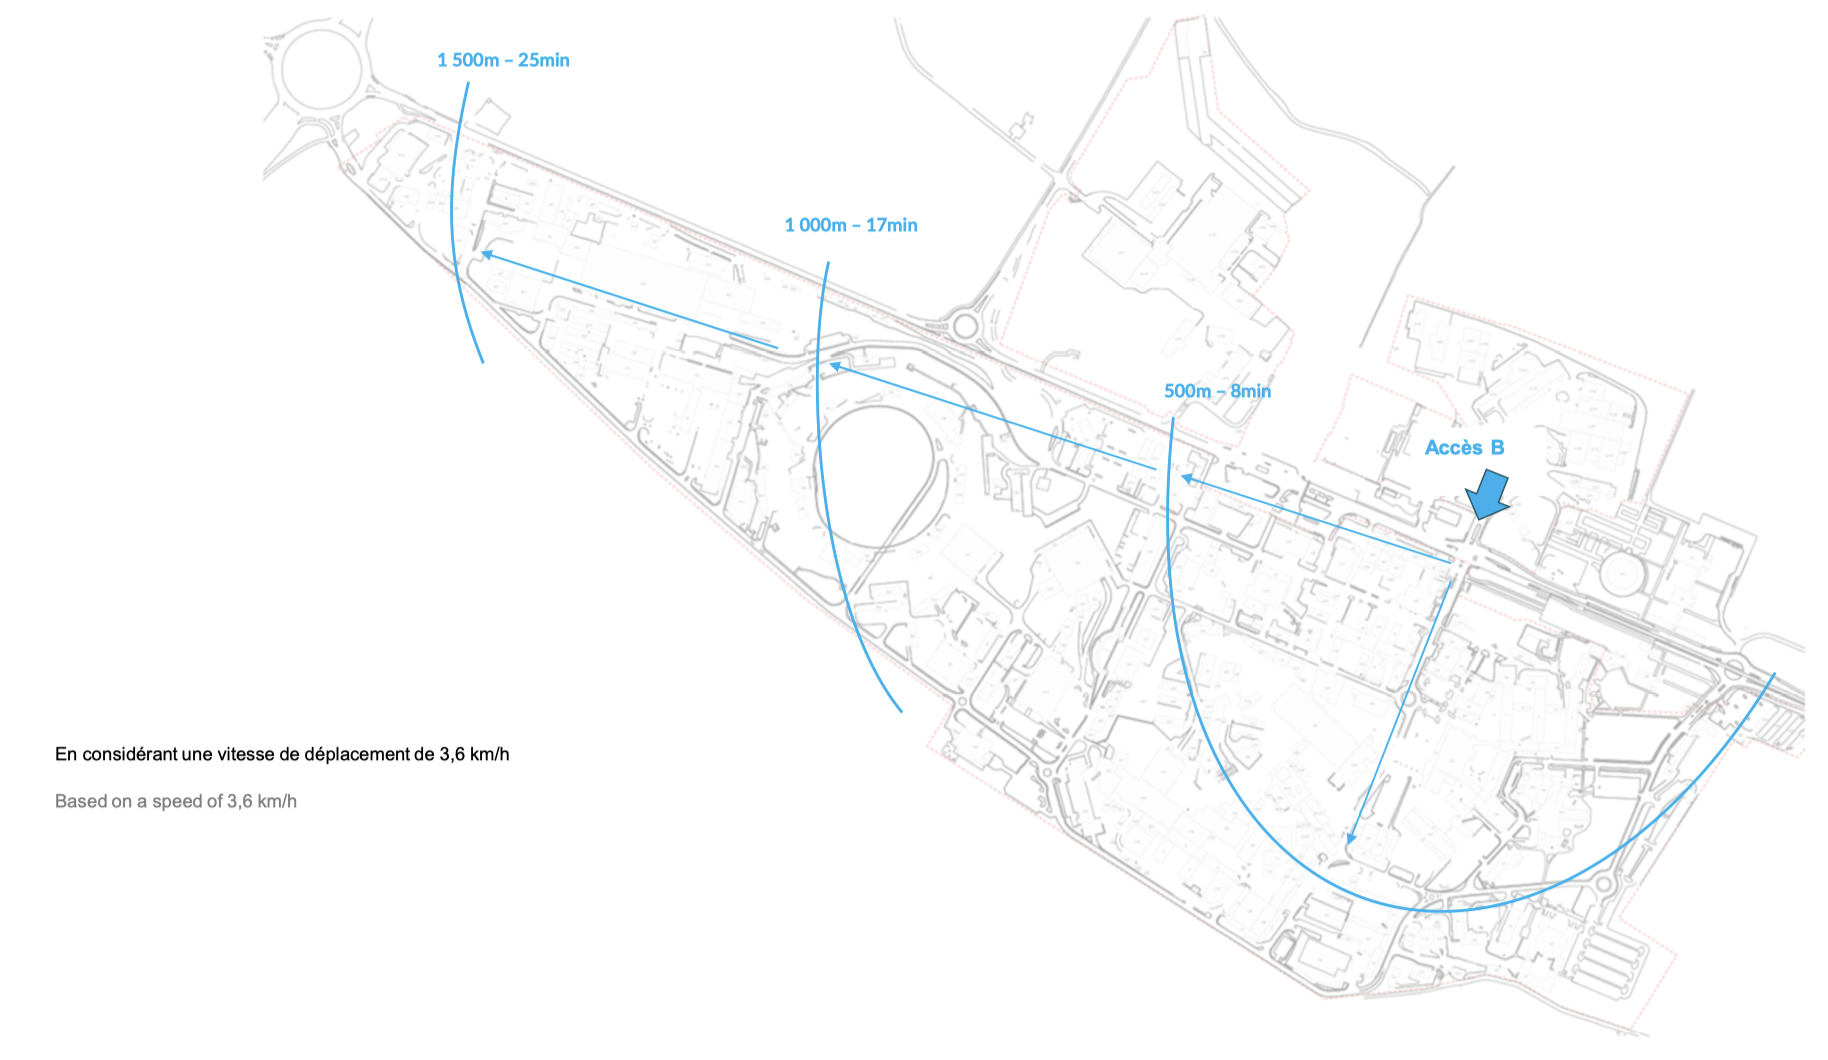 1 500m – 25min
1 000m – 17min
500m – 8min
Accès B
En considérant une vitesse de déplacement de 3,6 km/h
Based on a speed of 3,6 km/h